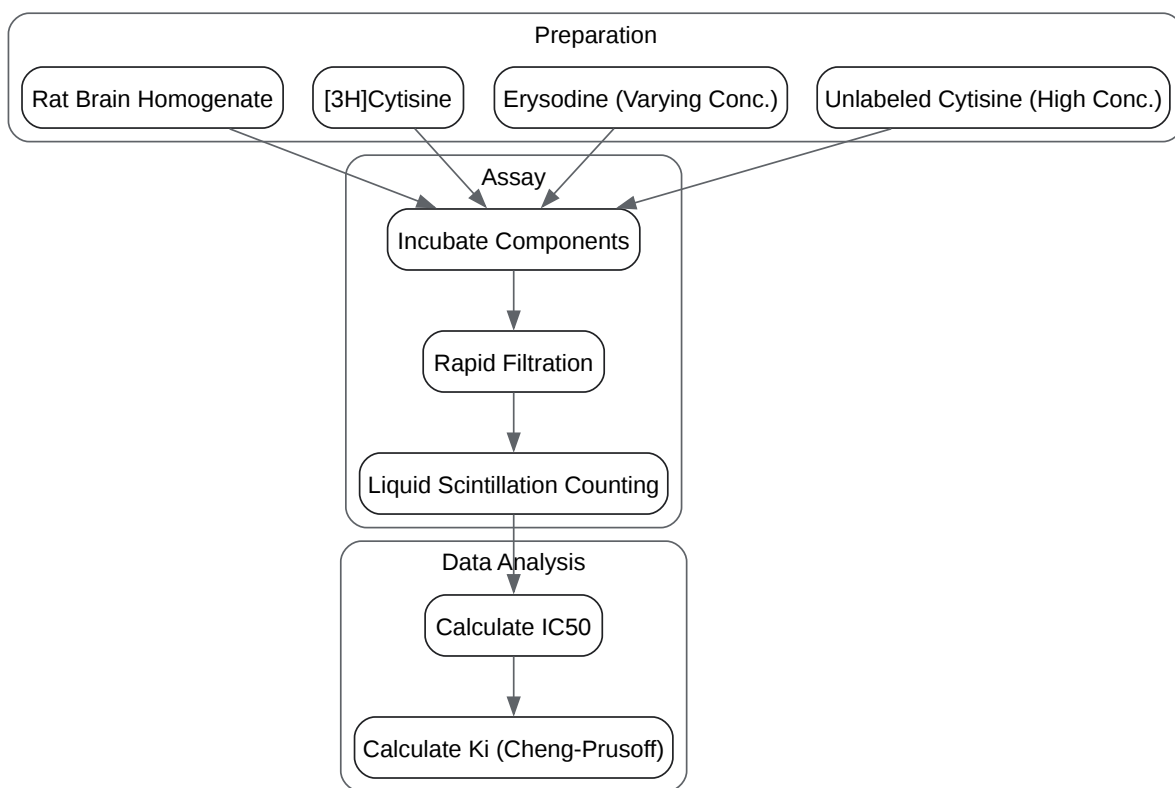 Preparation
Rat Brain Homogenate
[3H]Cytisine
Erysodine (Varying Conc.)
Unlabeled Cytisine (High Conc.)
Assay
Incubate Components
Rapid Filtration
Liquid Scintillation Counting
Data Analysis
Calculate IC50
Calculate Ki (Cheng-Prusoff)